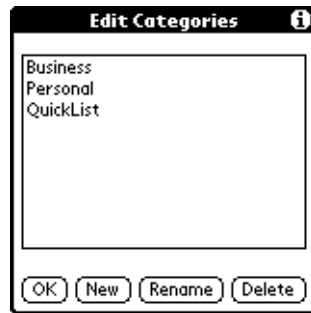 Edit Categories i
Business
Personal
QuickList
OK New Rename Delete